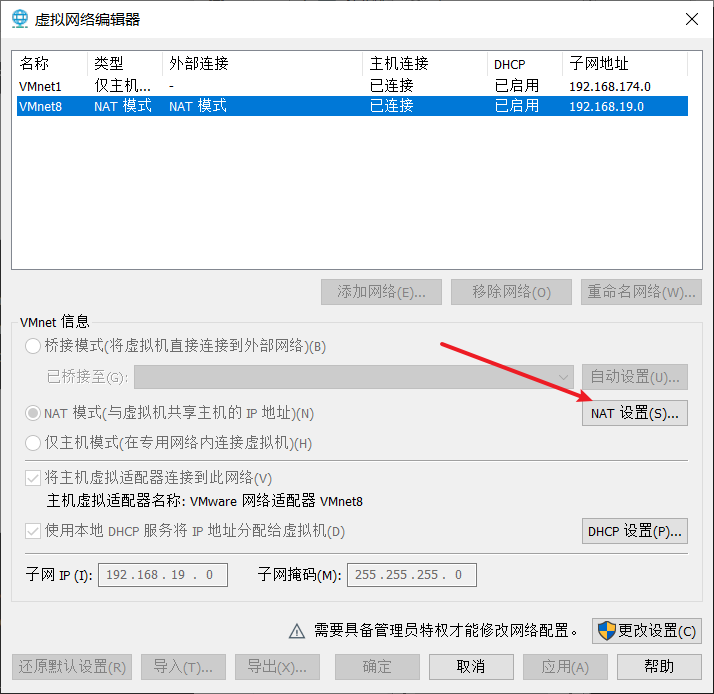 虚拟网络编辑器
名称 类型 外部连接 主机连接 DHCP 子网地址
VMnet1 仅主机... - 已连接 已启用 192.168.174.0
VMnet8 NAT 模式 NAT 模式 已连接 已启用 192.168.19.0
添加网络(E)... 移除网络(O) 重命名网络(W)...
VMnet 信息
桥接模式(将虚拟机直接连接到外部网络)(B)
已桥接至(G): 自动设置(U)...
NAT 模式(与虚拟机共享主机的 IP 地址)(N) NAT 设置(S)...
仅主机模式(在专用网络内连接虚拟机)(H)
将主机虚拟适配器连接到此网络(V)
主机虚拟适配器名称: VMware 网络适配器 VMnet8
使用本地 DHCP 服务将 IP 地址分配给虚拟机(D) DHCP 设置(P)...
子网 IP (I): 192 . 168 . 19 . 0 子网掩码(M): 255 . 255 . 255 . 0
需要具备管理员特权才能修改网络配置。 更改设置(C)
还原默认设置(R) 导入(T)... 导出(X)... 确定 取消 应用(A) 帮助